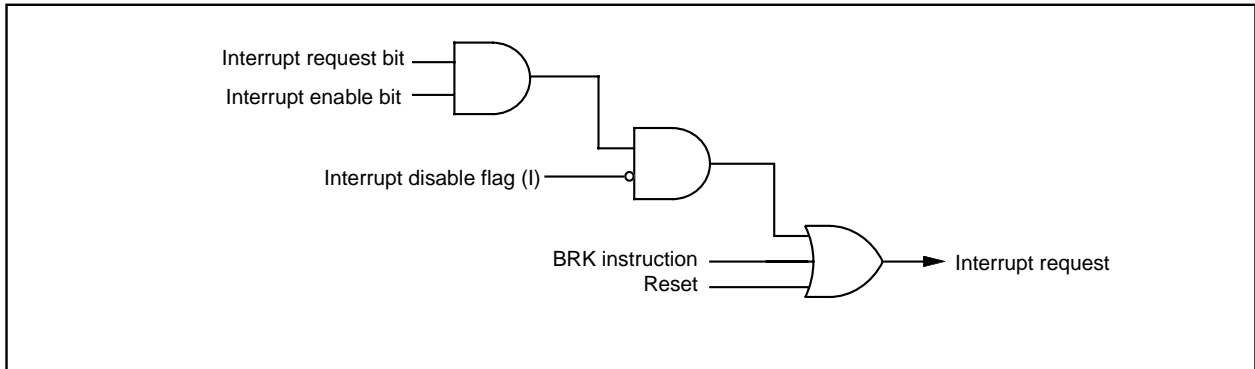 Interrupt request bit
Interrupt enable bit
Interrupt disable flag (I)
BRK instruction
Reset
Interrupt request